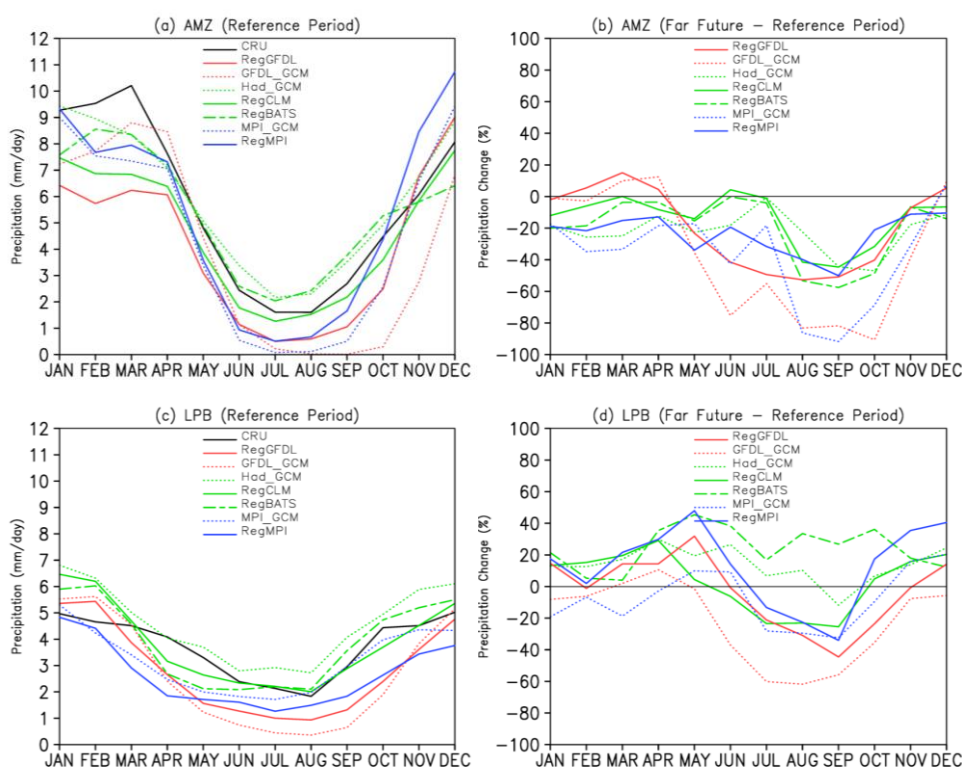 (a) AMZ (Reference Period)
Precipitation (mm/day)
12
11
10
9
8
7
6
5
4
3
2
1
0
CRU
RegGFDL
GFDL_GCM
Had_GCM
RegCLM
RegBATS
MPI_GCM
RegMPI
JAN FEB MAR APR MAY JUN JUL AUG SEP OCT NOV DEC
(b) AMZ (Far Future − Reference Period)
Precipitation Change (%)
100
80
60
40
20
0
−20
−40
−60
−80
−100
RegGFDL
GFDL_GCM
Had_GCM
RegCLM
RegBATS
MPI_GCM
RegMPI
JAN FEB MAR APR MAY JUN JUL AUG SEP OCT NOV DEC
(c) LPB (Reference Period)
Precipitation (mm/day)
12
11
10
9
8
7
6
5
4
3
2
1
0
CRU
RegGFDL
GFDL_GCM
Had_GCM
RegCLM
RegBATS
MPI_GCM
RegMPI
JAN FEB MAR APR MAY JUN JUL AUG SEP OCT NOV DEC
(d) LPB (Far Future − Reference Period)
Precipitation Change (%)
100
80
60
40
20
0
−20
−40
−60
−80
−100
RegGFDL
GFDL_GCM
Had_GCM
RegCLM
RegBATS
MPI_GCM
RegMPI
JAN FEB MAR APR MAY JUN JUL AUG SEP OCT NOV DEC